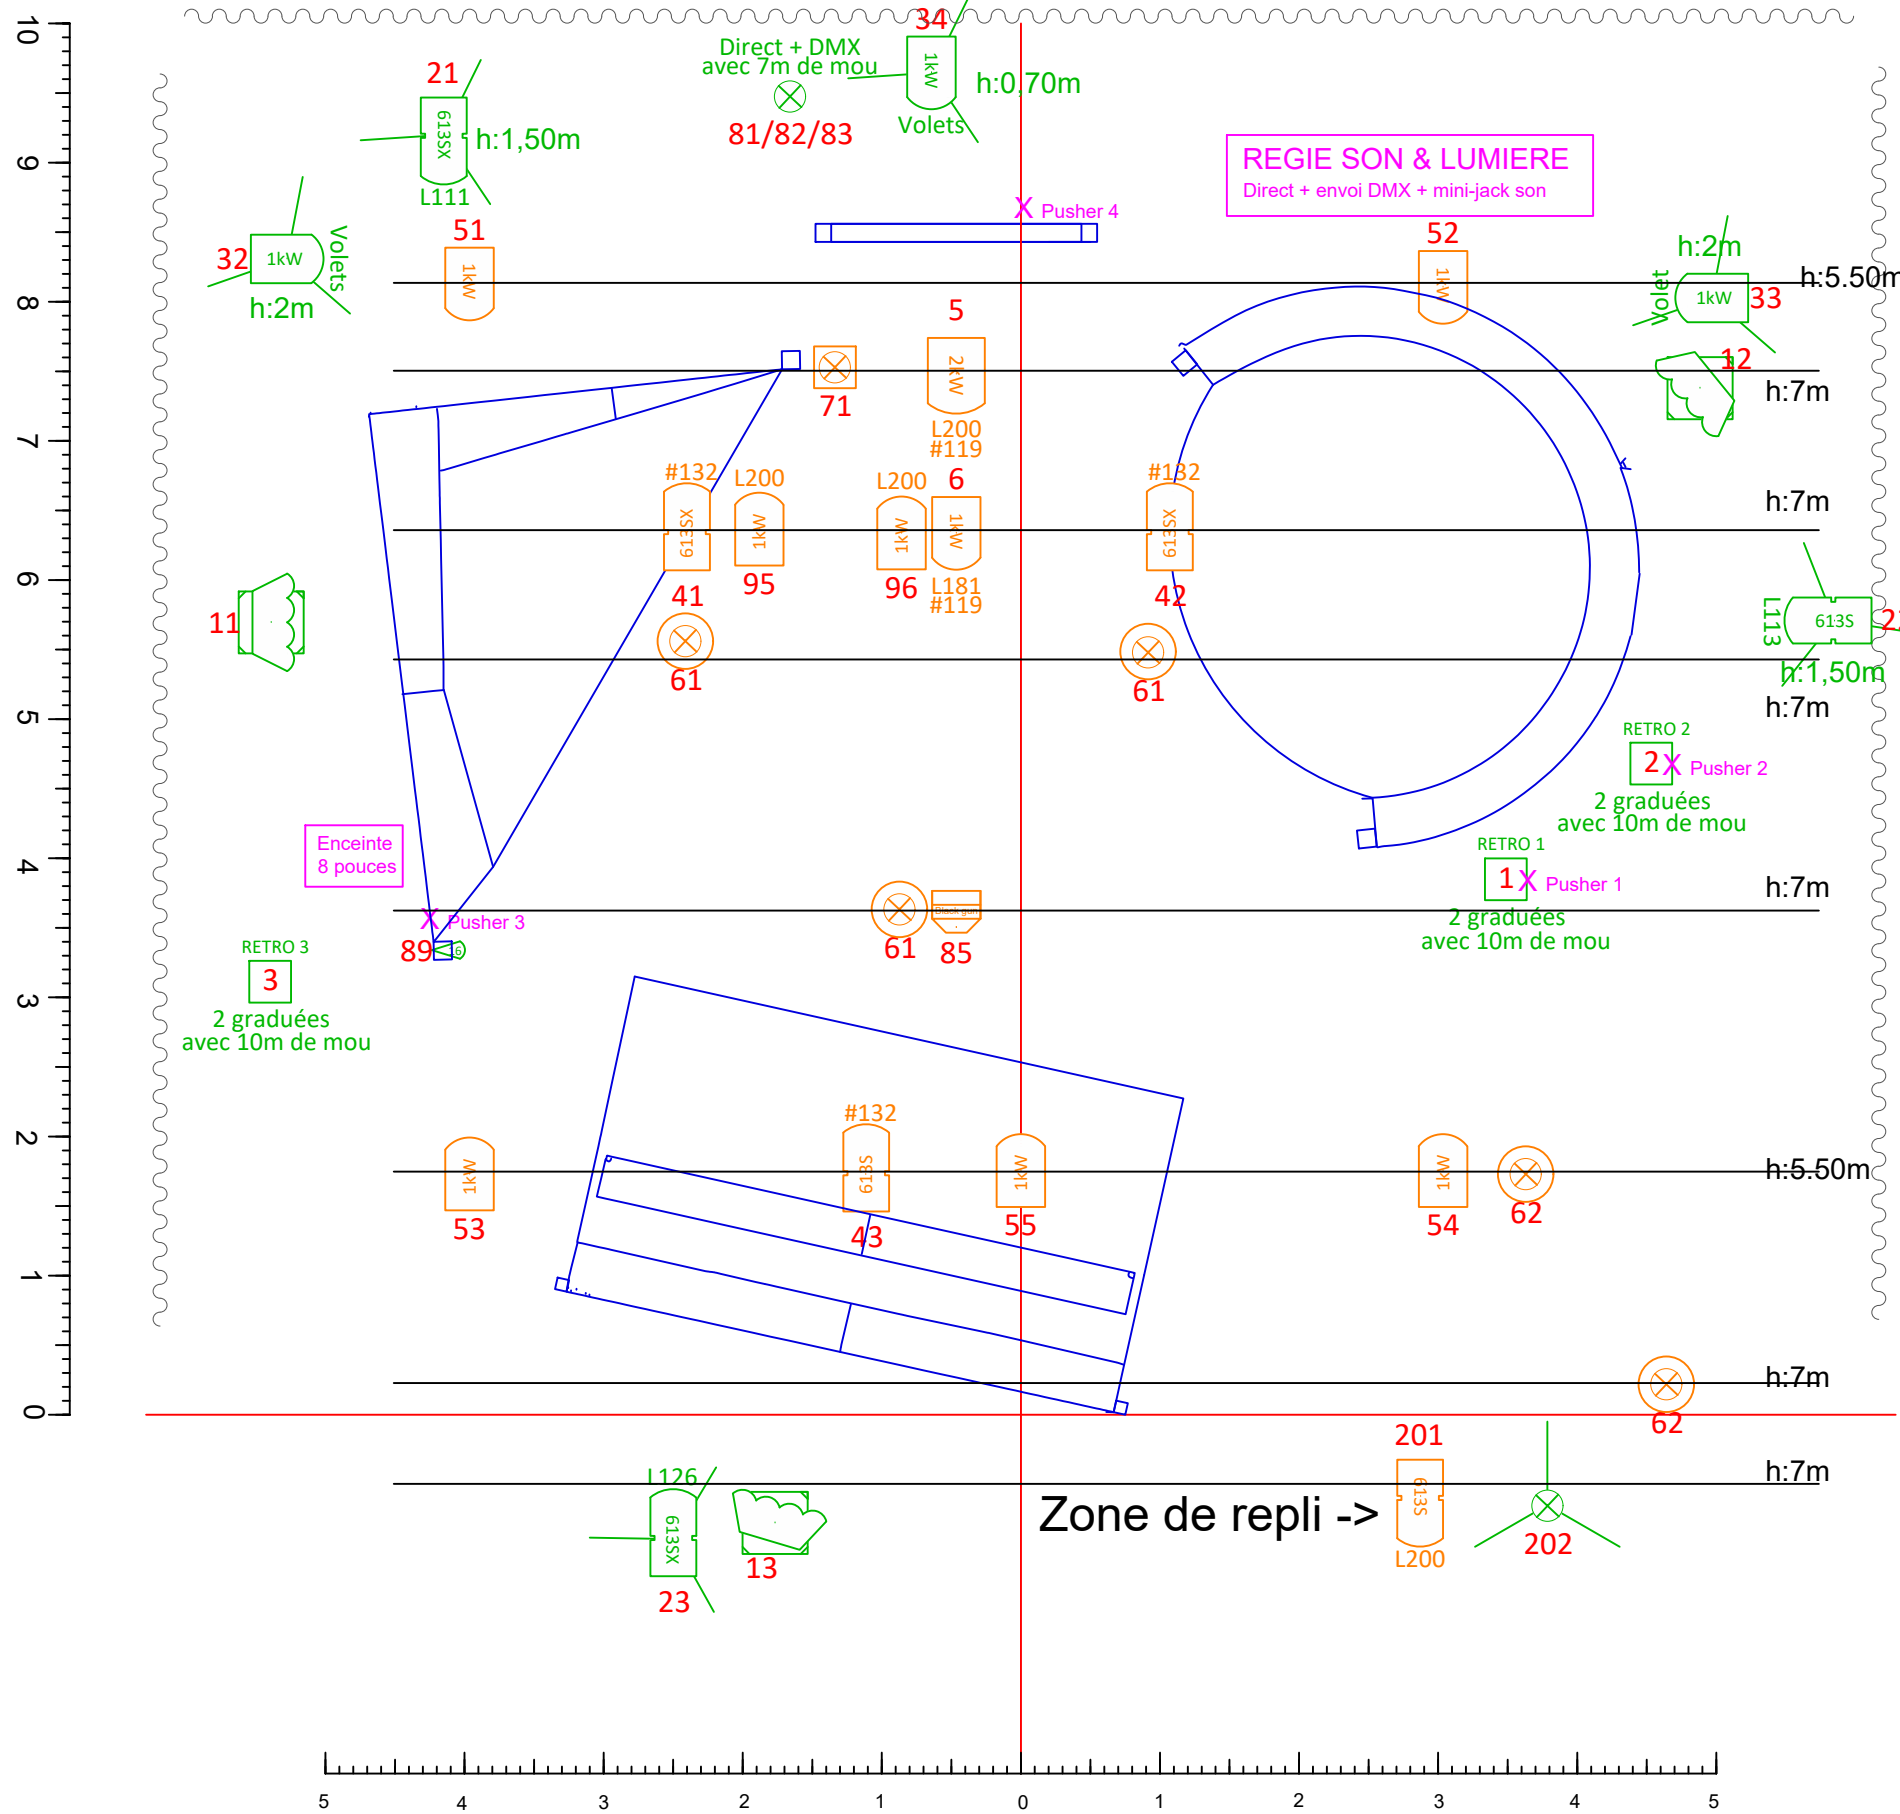 10
34
Direct + DMX
avec 7m de mou
81/82/83
1kW
h:0,70m
Volets
21
613SX
h:1,50m
L111
9
REGIE SON & LUMIERE
Direct + envoi DMX + mini-jack son
X Pusher 4
32
1kW
Volets
h:2m
51
1kW
52
1kW
h:2m
Volet
1kW
33
h:5.50m
8
5
2kW
L200
#119
71
12
h:7m
7
#132
613SX
41
L200
1kW
95
L200
1kW
96
6
1kW
L181
#119
#132
613SX
42
h:7m
6
11
61
61
L113
613S
2
h:1,50m
h:7m
5
RETRO 2
2
X Pusher 2
2 graduées
avec 10m de mou
Enceinte
8 pouces
4
RETRO 1
1
X Pusher 1
2 graduées
avec 10m de mou
h:7m
X Pusher 3
89
61
85
RETRO 3
3
2 graduées
avec 10m de mou
3
#132
613S
43
1kW
53
1kW
55
1kW
54
62
h:5.50m
2
1
h:7m
62
0
201
613S
L200
h:7m
Zone de repli ->
202
L126
613SX
23
13
5 4 3 2 1 0 1 2 3 4 5